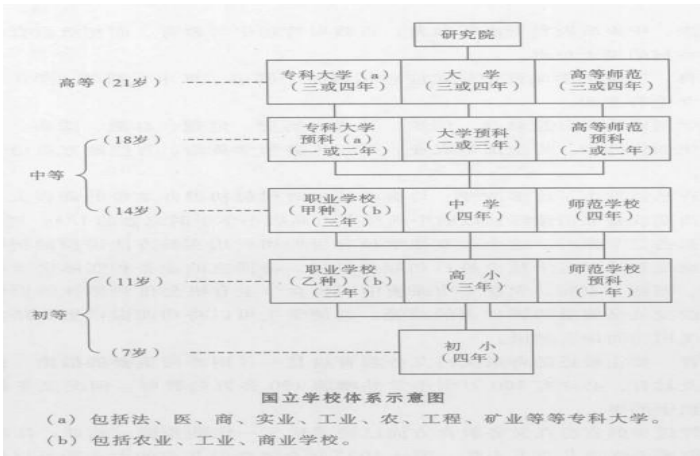 研究院
高等（21岁） 专科大学（a） 大 学 高等师范
（三或四年） （三或四年） （三或四年）
（18岁） 专科大学 大学预科 高等师范
预科（a） （二或三年） 预科
（一或二年） （一或二年）
中等
（14岁） 职业学校 中 学 师范学校
（甲种）（b） （四年） （四年）
（三年）
（11岁） 职业学校 高 小 师范学校
（乙种）（b） （三年） 预科
（三年） （一年）
初等
（7岁） 初 小
（四年）
国立学校体系示意图
（a） 包括法、医、商、实业、工业、农、工程、矿业等等专科大学。
（b） 包括农业、工业、商业学校。